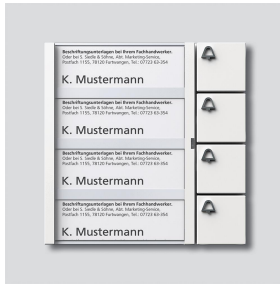 Beschriftungsunterlagen bei Ihrem Fachhandwerker.
Oder bei S. Siedle & Söhne, Abt. Marketing-Service,
Postfach 1155, 78120 Furtwangen, Tel.: 07723 63-354
K. Mustermann
Beschriftungsunterlagen bei Ihrem Fachhandwerker.
Oder bei S. Siedle & Söhne, Abt. Marketing-Service,
Postfach 1155, 78120 Furtwangen, Tel.: 07723 63-354
K. Mustermann
Beschriftungsunterlagen bei Ihrem Fachhandwerker.
Oder bei S. Siedle & Söhne, Abt. Marketing-Service,
Postfach 1155, 78120 Furtwangen, Tel.: 07723 63-354
K. Mustermann
Beschriftungsunterlagen bei Ihrem Fachhandwerker.
Oder bei S. Siedle & Söhne, Abt. Marketing-Service,
Postfach 1155, 78120 Furtwangen, Tel.: 07723 63-354
K. Mustermann